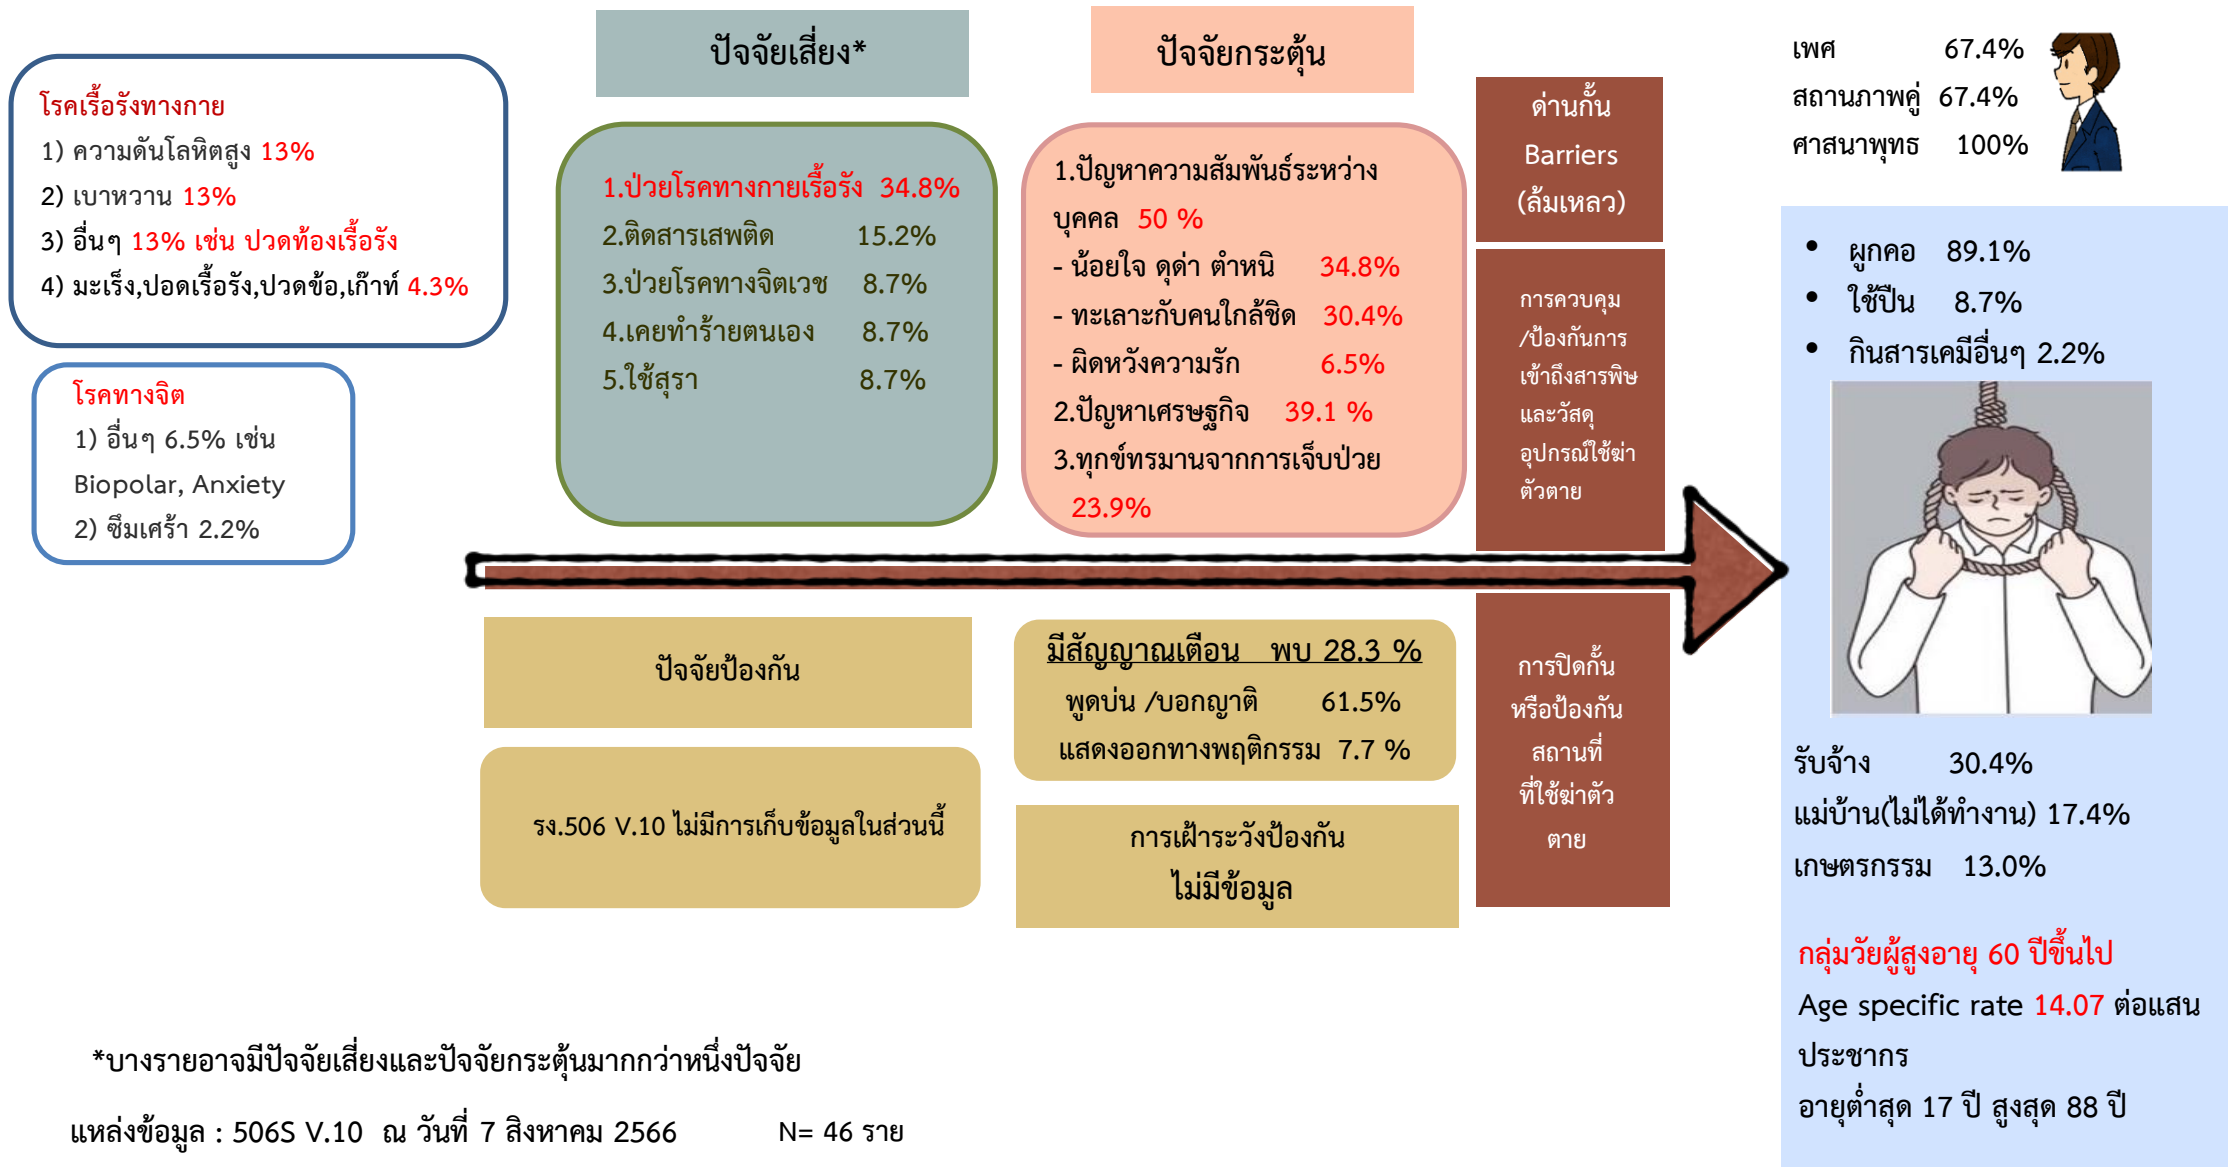 โรคเรื้อรังทางกาย
1) ความดันโลหิตสูง 13%
2) เบาหวาน 13%
3) อื่นๆ 13% เช่น ปวดท้องเรื้อรัง
4) มะเร็ง,ปอดเรื้อรัง,ปวดข้อ,เก๊าท์ 4.3%
โรคทางจิต
1) อื่นๆ 6.5% เช่น
Biopolar, Anxiety
2) ซึมเศร้า 2.2%
ปัจจัยเสี่ยง*
1.ป่วยโรคทางกายเรื้อรัง 34.8%
2.ติดสารเสพติด 15.2%
3.ป่วยโรคทางจิตเวช 8.7%
4.เคยทำร้ายตนเอง 8.7%
5.ใช้สุรา 8.7%
ปัจจัยกระตุ้น
1.ปัญหาความสัมพันธ์ระหว่าง
บุคคล 50 %
- น้อยใจ ดุด่า ตำหนิ 34.8%
- ทะเลาะกับคนใกล้ชิด 30.4%
- ผิดหวังความรัก 6.5%
2.ปัญหาเศรษฐกิจ 39.1 %
3.ทุกข์ทรมานจากการเจ็บป่วย
23.9%
ด่านกั้น
Barriers
(ล้มเหลว)
การควบคุม
/ป้องกันการ
เข้าถึงสารพิษ
และวัสดุ
อุปกรณ์ใช้ฆ่า
ตัวตาย
เพศ 67.4%
สถานภาพคู่ 67.4%
ศาสนาพุทธ 100%
• ผูกคอ 89.1%
• ใช้ปืน 8.7%
• กินสารเคมีอื่นๆ 2.2%
ปัจจัยป้องกัน
รง.506 V.10 ไม่มีการเก็บข้อมูลในส่วนนี้
มีสัญญาณเตือน พบ 28.3 %
พูดบ่น /บอกญาติ 61.5%
แสดงออกทางพฤติกรรม 7.7 %
การเฝ้าระวังป้องกัน
ไม่มีข้อมูล
การปิดกั้น
หรือป้องกัน
สถานที่
ที่ใช้ฆ่าตัว
ตาย
รับจ้าง 30.4%
แม่บ้าน(ไม่ได้ทำงาน) 17.4%
เกษตรกรรม 13.0%
กลุ่มวัยผู้สูงอายุ 60 ปีขึ้นไป
Age specific rate 14.07 ต่อแสน
ประชากร
อายุต่ำสุด 17 ปี สูงสุด 88 ปี
*บางรายอาจมีปัจจัยเสี่ยงและปัจจัยกระตุ้นมากกว่าหนึ่งปัจจัย
แหล่งข้อมูล : 506S V.10 ณ วันที่ 7 สิงหาคม 2566 N= 46 ราย